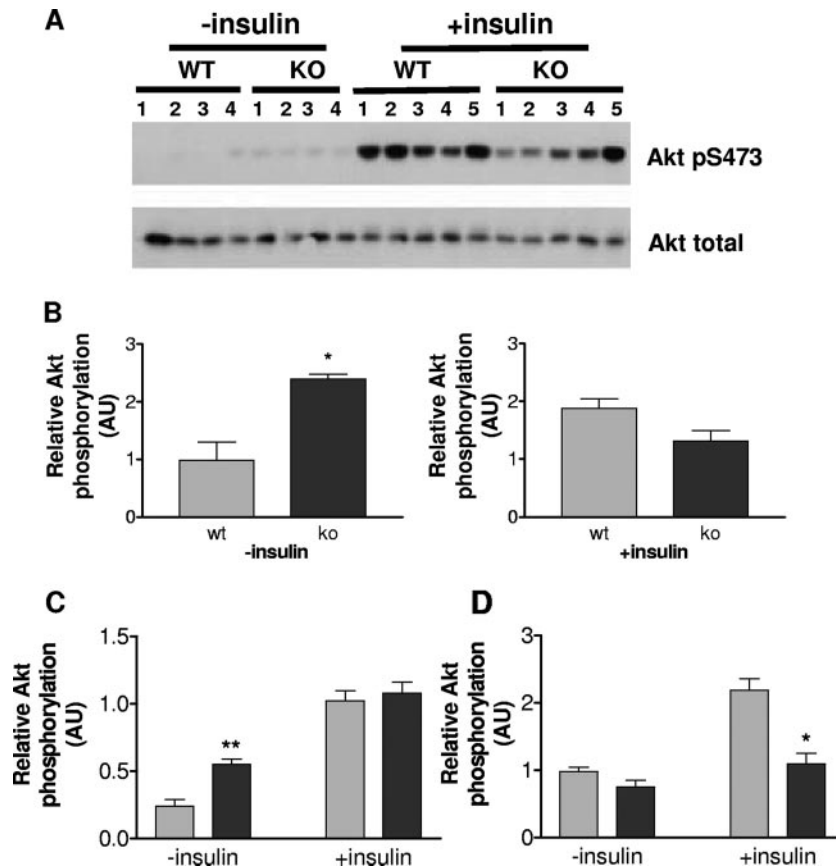 A
-insulin +insulin
WT KO WT KO
1 2 3 4 1 2 3 4 1 2 3 4 5 1 2 3 4 5
Akt pS473
Akt total
B
Relative Akt
phosphorylation
(AU)
3
2
1
0
*
wt ko
-insulin
Relative Akt
phosphorylation
(AU)
3
2
1
0
wt ko
+insulin
C
Relative Akt
phosphorylation
(AU)
1.5
1.0
0.5
0.0
**
-insulin +insulin
D
Relative Akt
phosphorylation
(AU)
3
2
1
0
*
-insulin +insulin